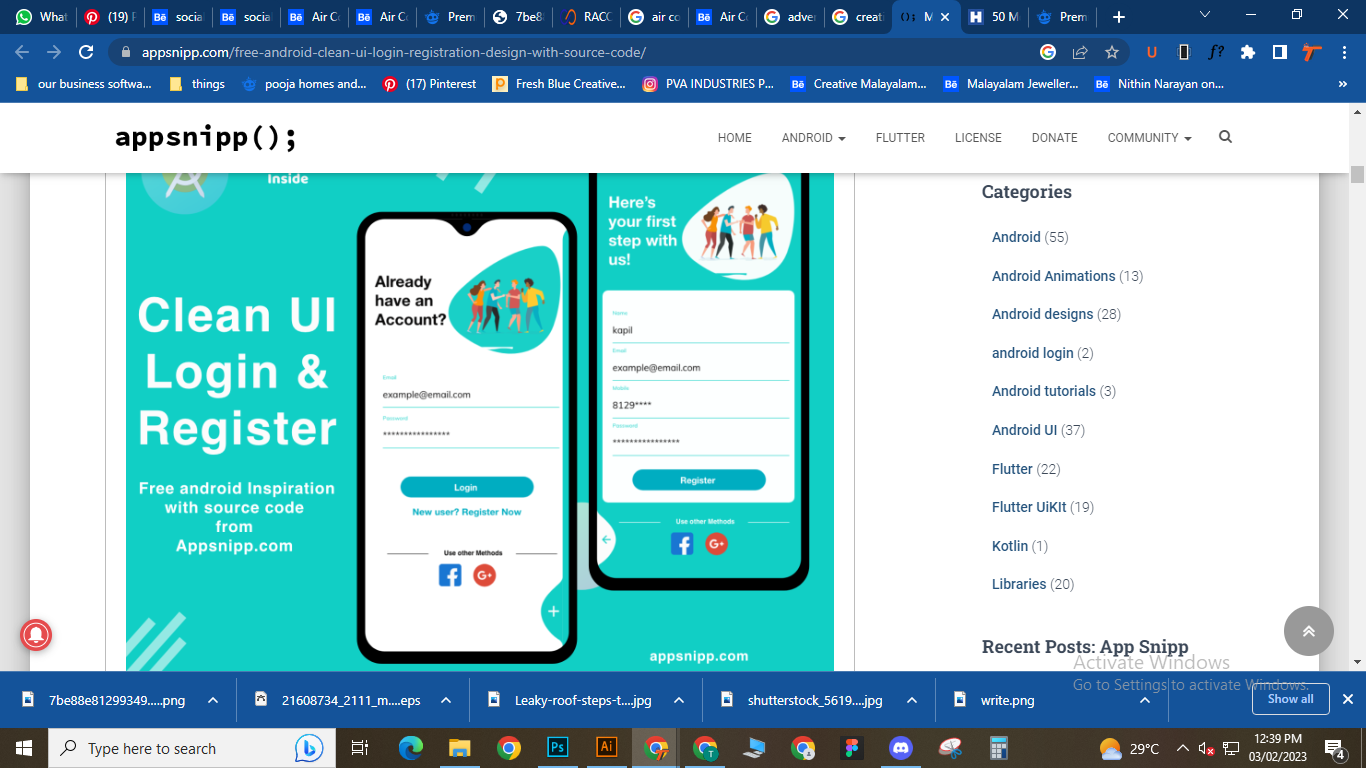 What
(19) P
social
social
Air Co
Air Co
Prem
7be88
RACC
air co
Air Co
adver
creati
M
50 M
Prem
appsnipp.com/free-android-clean-ui-login-registration-design-with-source-code/
our business softwa...
things
pooja homes and...
(17) Pinterest
Fresh Blue Creative...
PVA INDUSTRIES P...
Creative Malayalam...
Malayalam Jeweller...
Nithin Narayan on...
»
appsnipp();
HOME
ANDROID
FLUTTER
LICENSE
DONATE
COMMUNITY
Inside
Clean UI
Login &
Register
Free android Inspiration
with source code
from
Appsnipp.com
Already
have an
Account?
Email
example@email.com
Password
****************
Login
New user? Register Now
Use other Methods
Here's
your first
step with
us!
Name
kapil
Email
example@email.com
Mobile
8129****
Password
****************
Register
Use other Methods
appsnipp.com
Categories
Android (55)
Android Animations (13)
Android designs (28)
android login (2)
Android tutorials (3)
Android UI (37)
Flutter (22)
Flutter UiKIt (19)
Kotlin (1)
Libraries (20)
Recent Posts: App Snipp
Activate Windows
Go to Settings to activate Windows.
7be88e81299349.....png
21608734_2111_m....eps
Leaky-roof-steps-t....jpg
shutterstock_5619....jpg
write.png
Show all
Type here to search
29°C
12:39 PM
03/02/2023
4